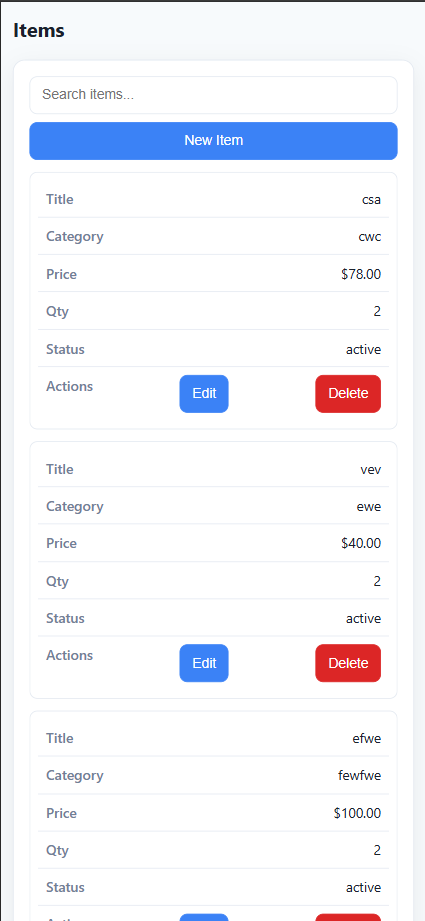 Items
Search items...
New Item
Title csa
Category cwc
Price $78.00
Qty 2
Status active
Actions Edit Delete
Title vev
Category ewe
Price $40.00
Qty 2
Status active
Actions Edit Delete
Title efwe
Category fewfwe
Price $100.00
Qty 2
Status active